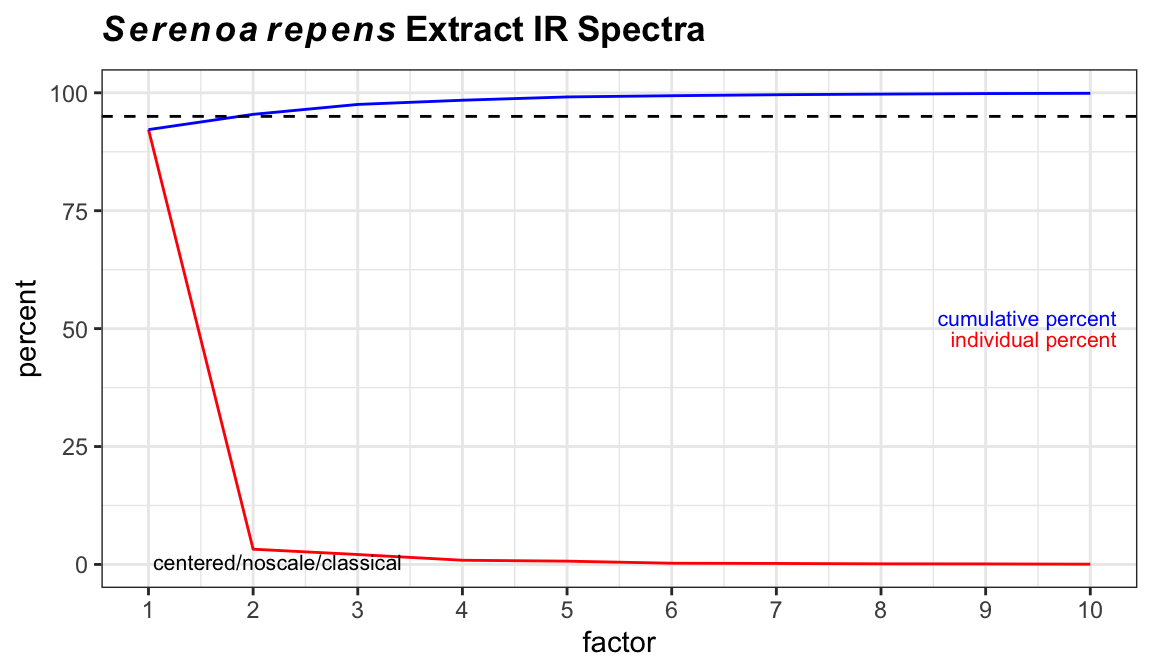 Serenoa repens Extract IR Spectra
100
75
50
25
0
percent
cumulative percent
individual percent
centered/noscale/classical
1 2 3 4 5 6 7 8 9 10
factor